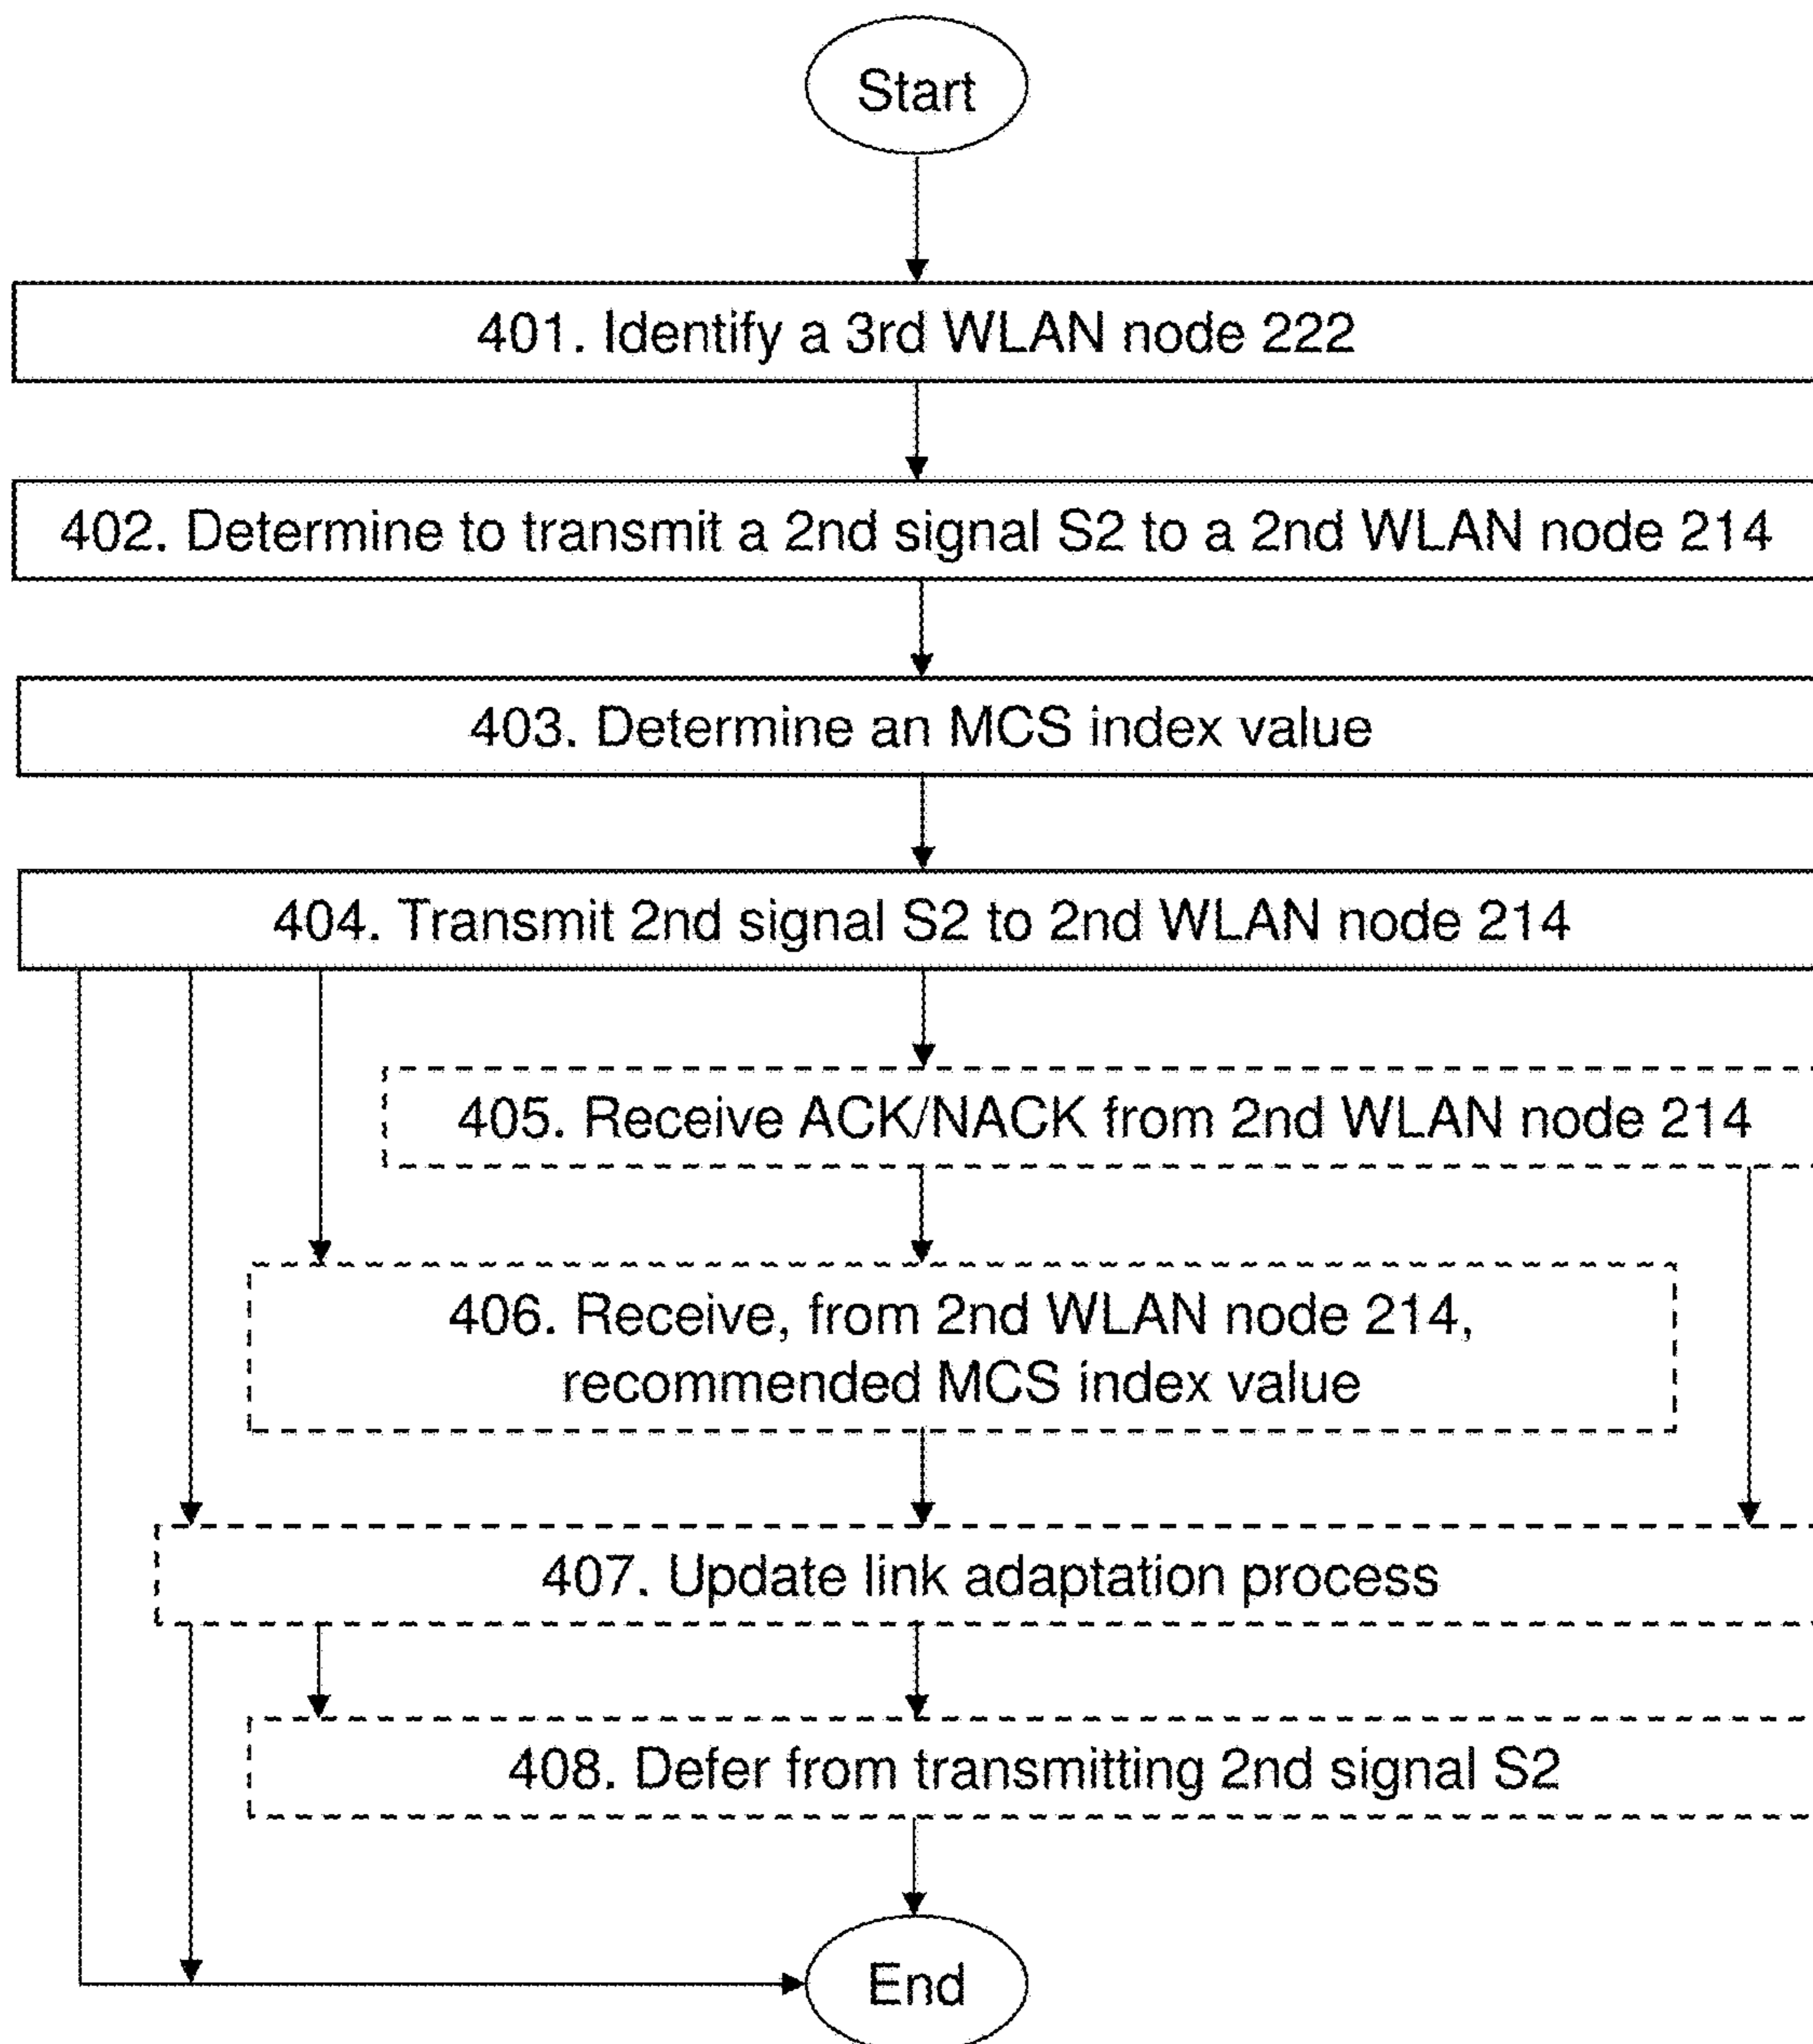 Start
401. Identify a 3rd WLAN node 222
402. Determine to transmit a 2nd signal S2 to a 2nd WLAN node 214
403. Determine an MCS index value
404. Transmit 2nd signal S2 to 2nd WLAN node 214
405. Receive ACK/NACK from 2nd WLAN node 214
406. Receive, from 2nd WLAN node 214,
recommended MCS index value
407. Update link adaptation process
408. Defer from transmitting 2nd signal S2
End